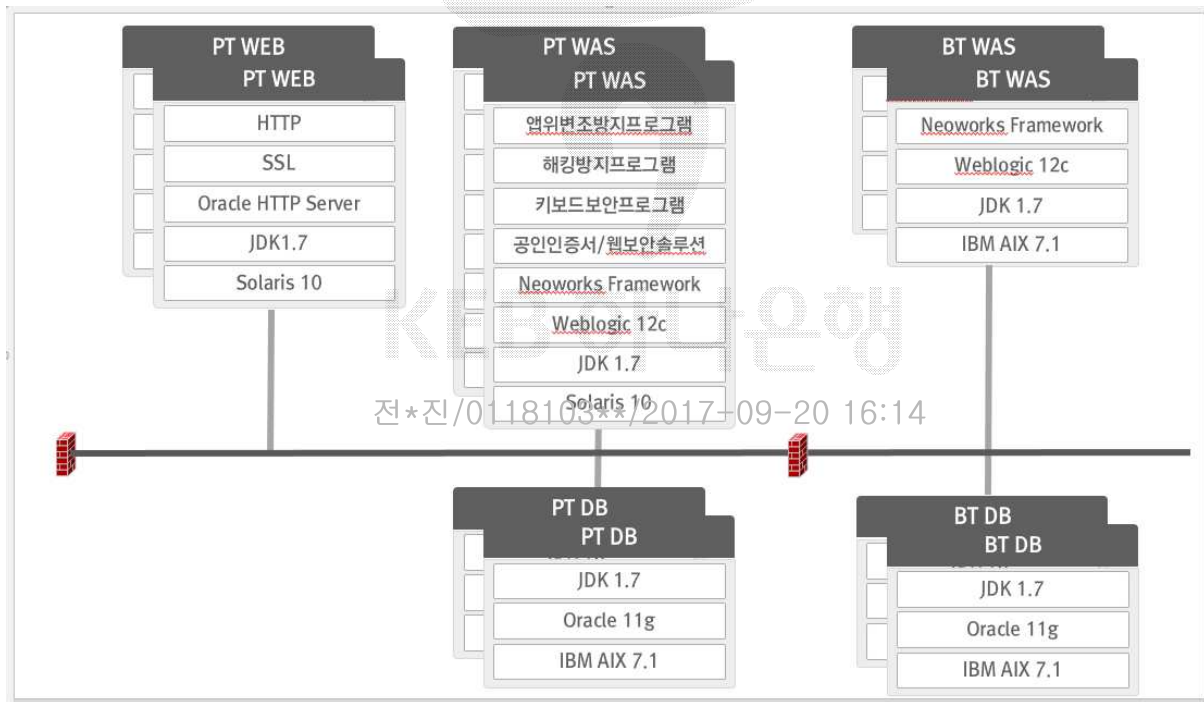 PT WEB
PT WEB
HTTP
SSL
Oracle HTTP Server
JDK1.7
Solaris 10
PT WAS
PT WAS
앱위변조방지프로그램
해킹방지프로그램
키보드보안프로그램
공인인증서/웹보안솔루션
Neoworks Framework
Weblogic 12c
JDK 1.7
Solaris 10
BT WAS
BT WAS
Neoworks Framework
Weblogic 12c
JDK 1.7
IBM AIX 7.1
KEB 하나은행
전*진/0118103**/2017-09-20 16:14
PT DB
PT DB
JDK 1.7
Oracle 11g
IBM AIX 7.1
BT DB
BT DB
JDK 1.7
Oracle 11g
IBM AIX 7.1